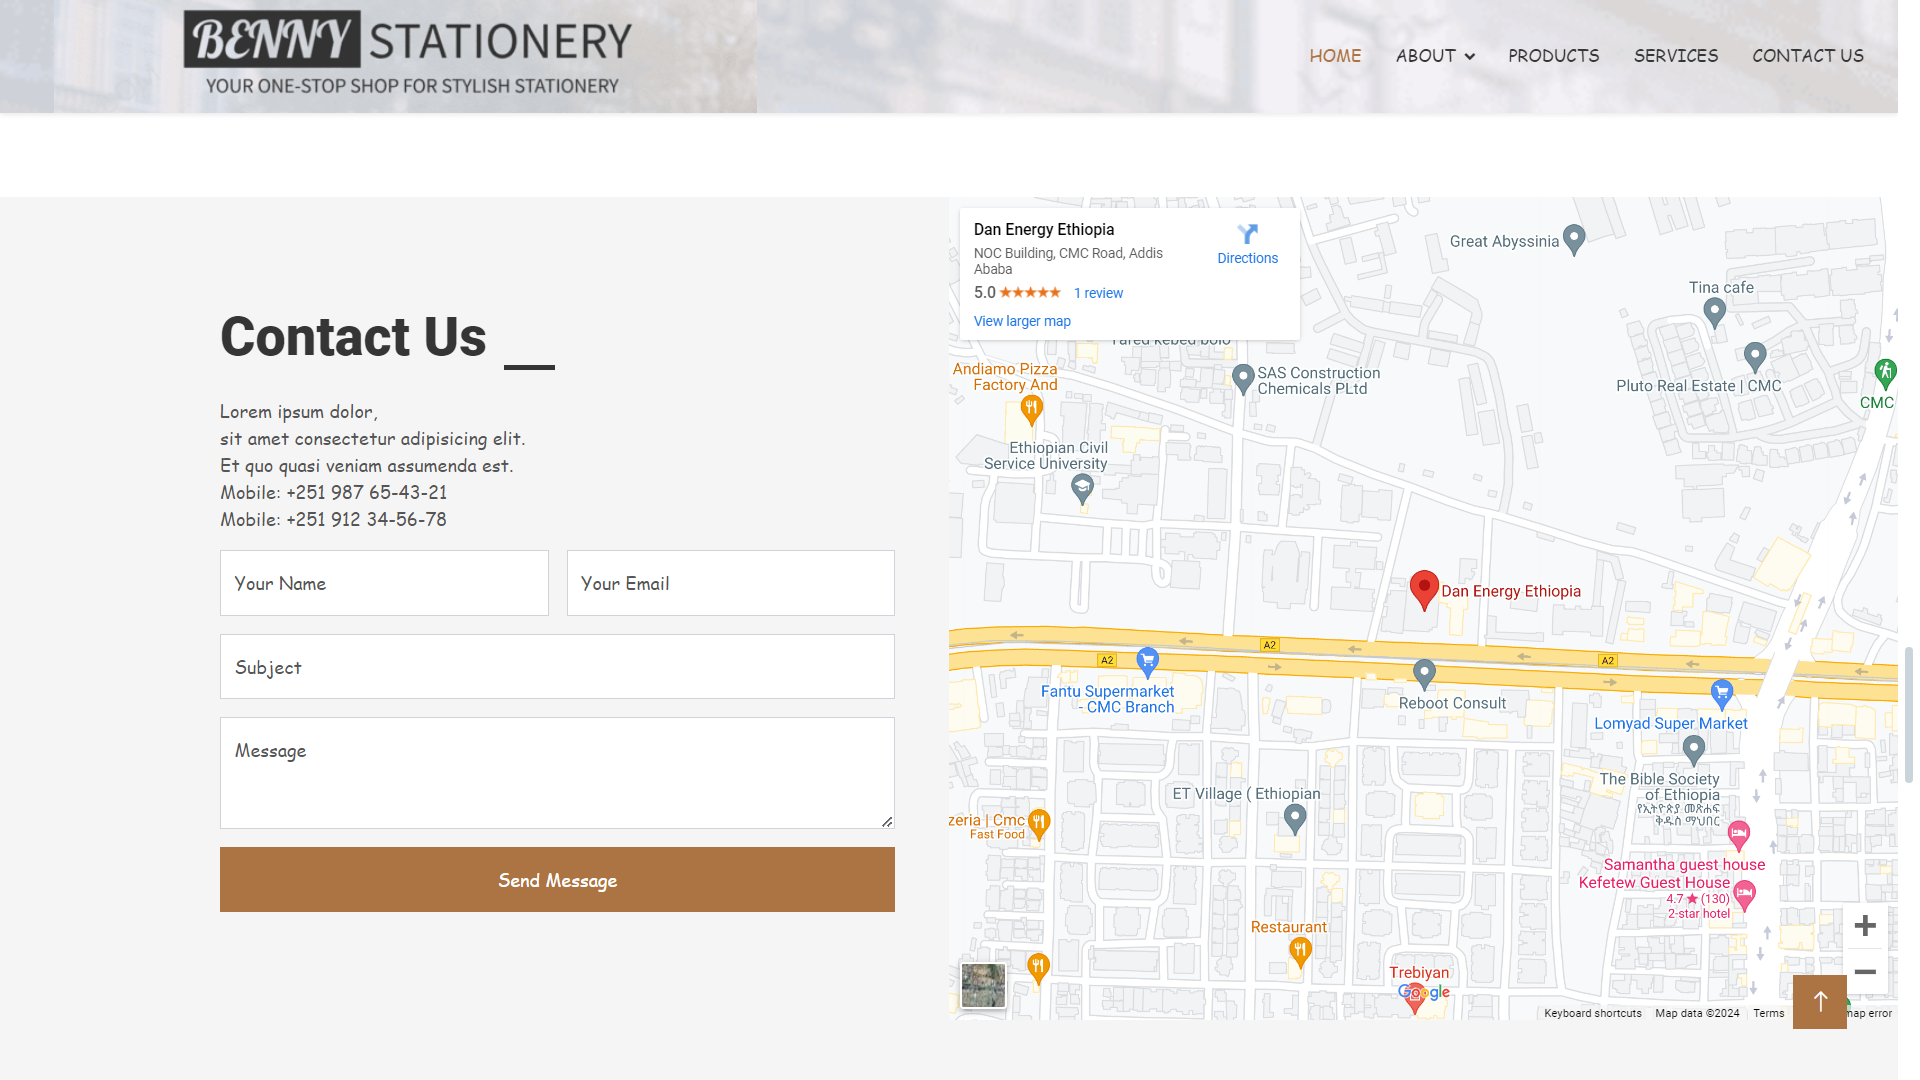 BENNY STATIONERY
YOUR ONE-STOP SHOP FOR STYLISH STATIONERY
HOME
ABOUT
PRODUCTS
SERVICES
CONTACT US
Contact Us
Lorem ipsum dolor,
sit amet consectetur adipisicing elit.
Et quo quasi veniam assumenda est.
Mobile: +251 987 65-43-21
Mobile: +251 912 34-56-78
Your Name
Your Email
Subject
Message
Send Message
Dan Energy Ethiopia
NOC Building, CMC Road, Addis
Ababa
Directions
5.0
1 review
View larger map
Great Abyssinia
Tina cafe
Andiamo Pizza
Factory And
SAS Construction
Chemicals PLtd
Pluto Real Estate | CMC
CMC
Ethiopian Civil
Service University
Dan Energy Ethiopia
A2
A2
A2
Fantu Supermarket
- CMC Branch
Reboot Consult
Lomyad Super Market
The Bible Society
of Ethiopia
የኢትዮጵያ መጽሐፍ
ቅዱስ ማህበር
ET Village ( Ethiopian
zeria | Cmc
Fast Food
Samantha guest house
Kefetew Guest House
4.7 ★ (130)
2-star hotel
Restaurant
Trebiyan
Google
Keyboard shortcuts
Map data ©2024
Terms
map error